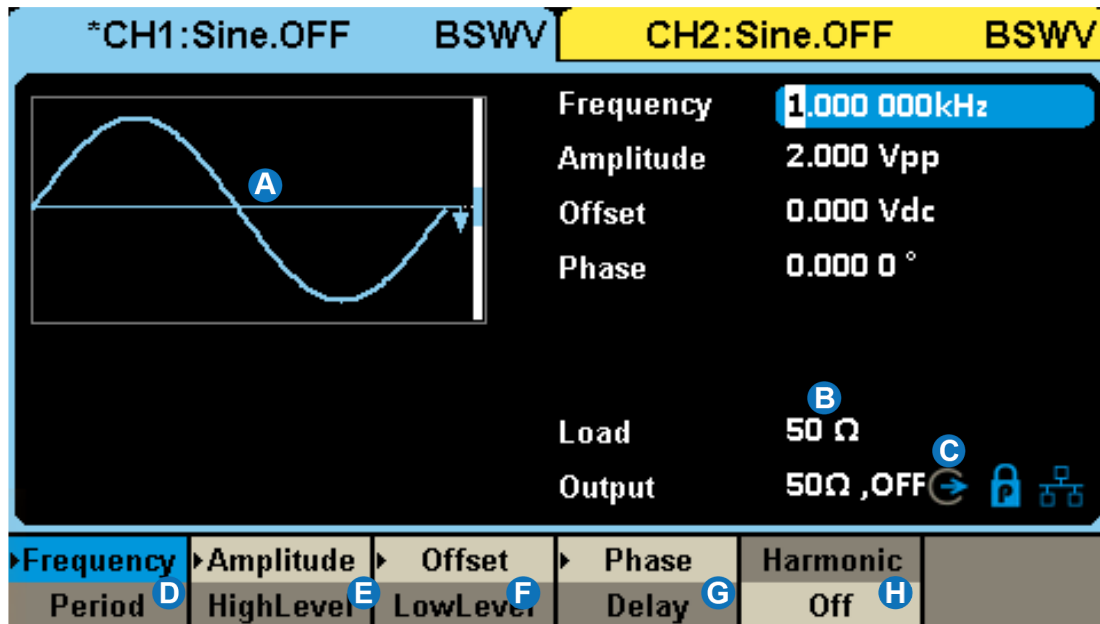 *CH1:Sine.OFF BSWV CH2:Sine.OFF BSWV
Frequency 1.000 000kHz
A
Amplitude 2.000 Vpp
Offset 0.000 Vdc
Phase 0.000 0 °
B
Load 50 Ω
C
Output 50Ω ,OFF P
Frequency Amplitude Offset Phase Harmonic
Period D HighLevel E LowLevel F Delay G Off H